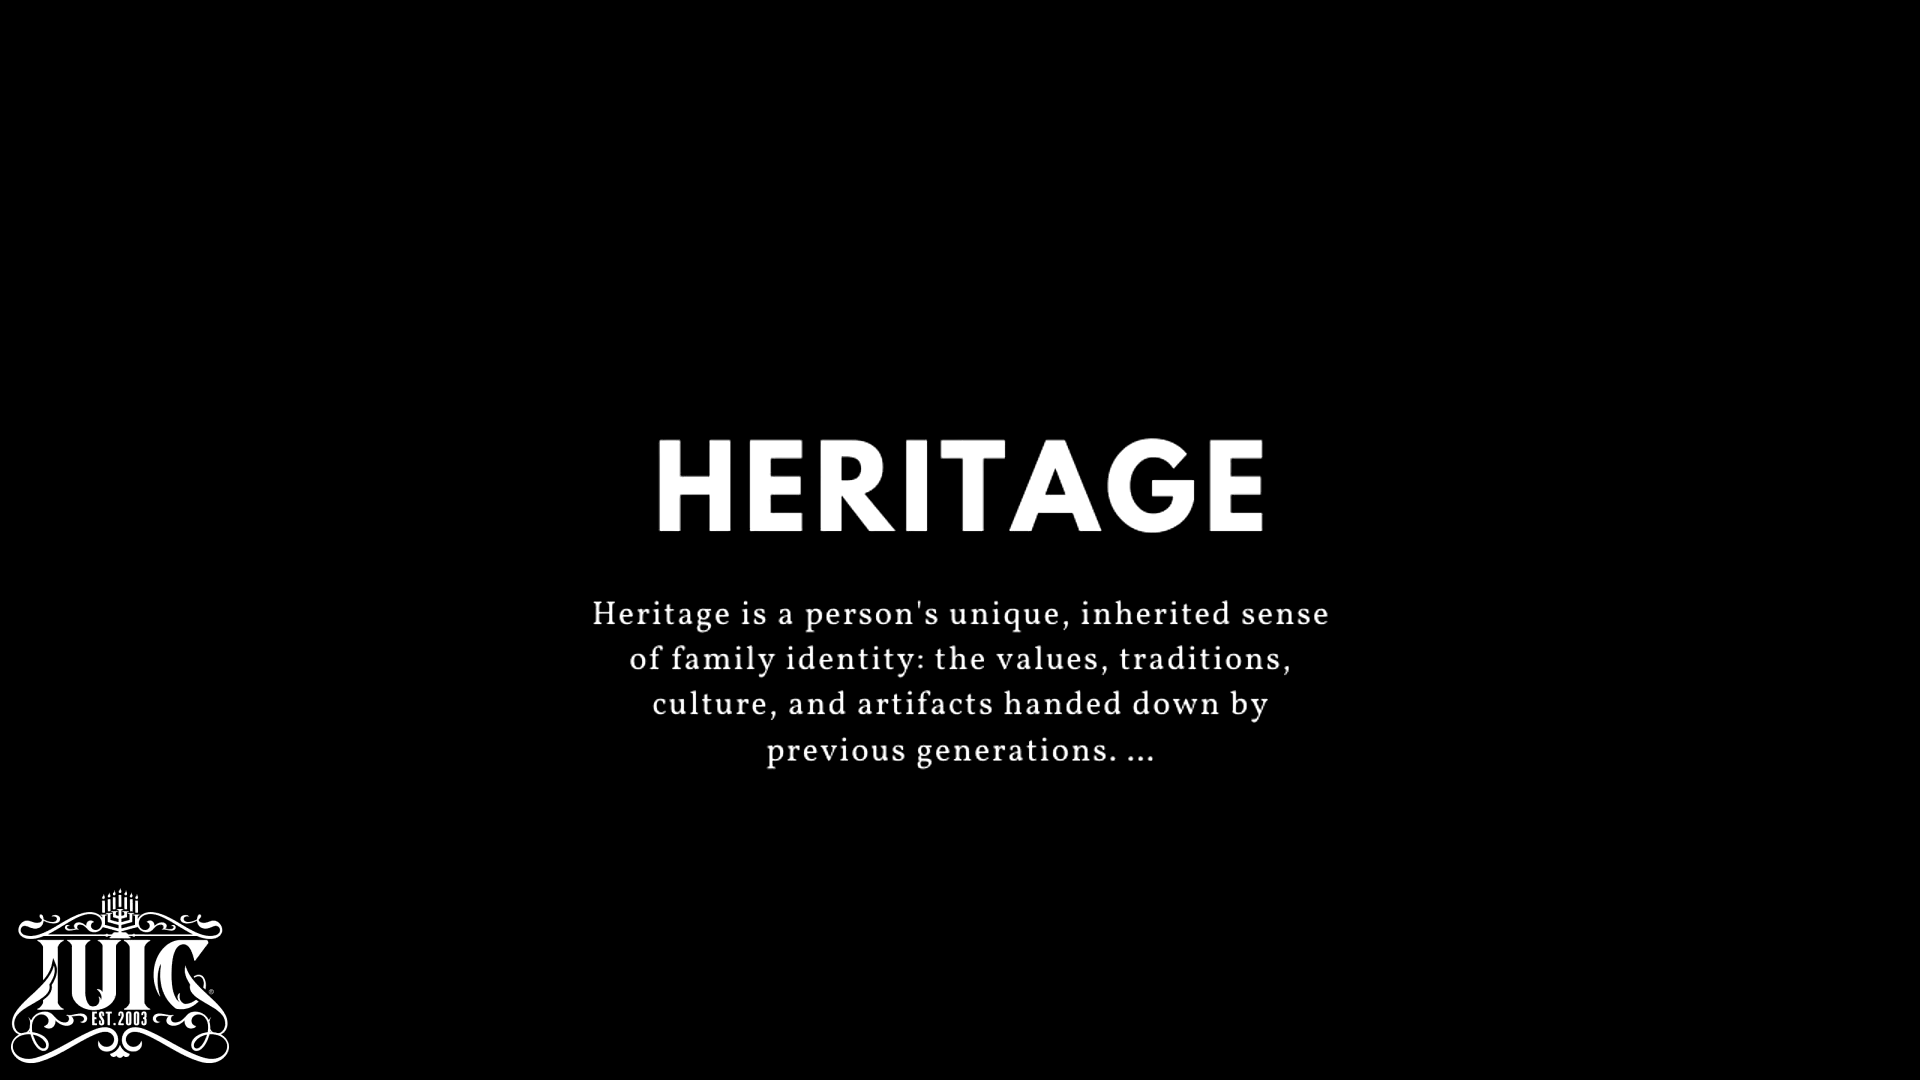 HERITAGE
Heritage is a person's unique, inherited sense
of family identity: the values, traditions,
culture, and artifacts handed down by
previous generations. ...
IUIC
EST.2003